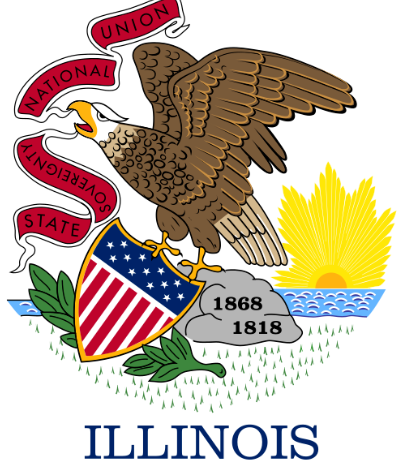 UNION
NATIONAL
SOVEREIGNTY
STATE
1868
1818
ILLINOIS